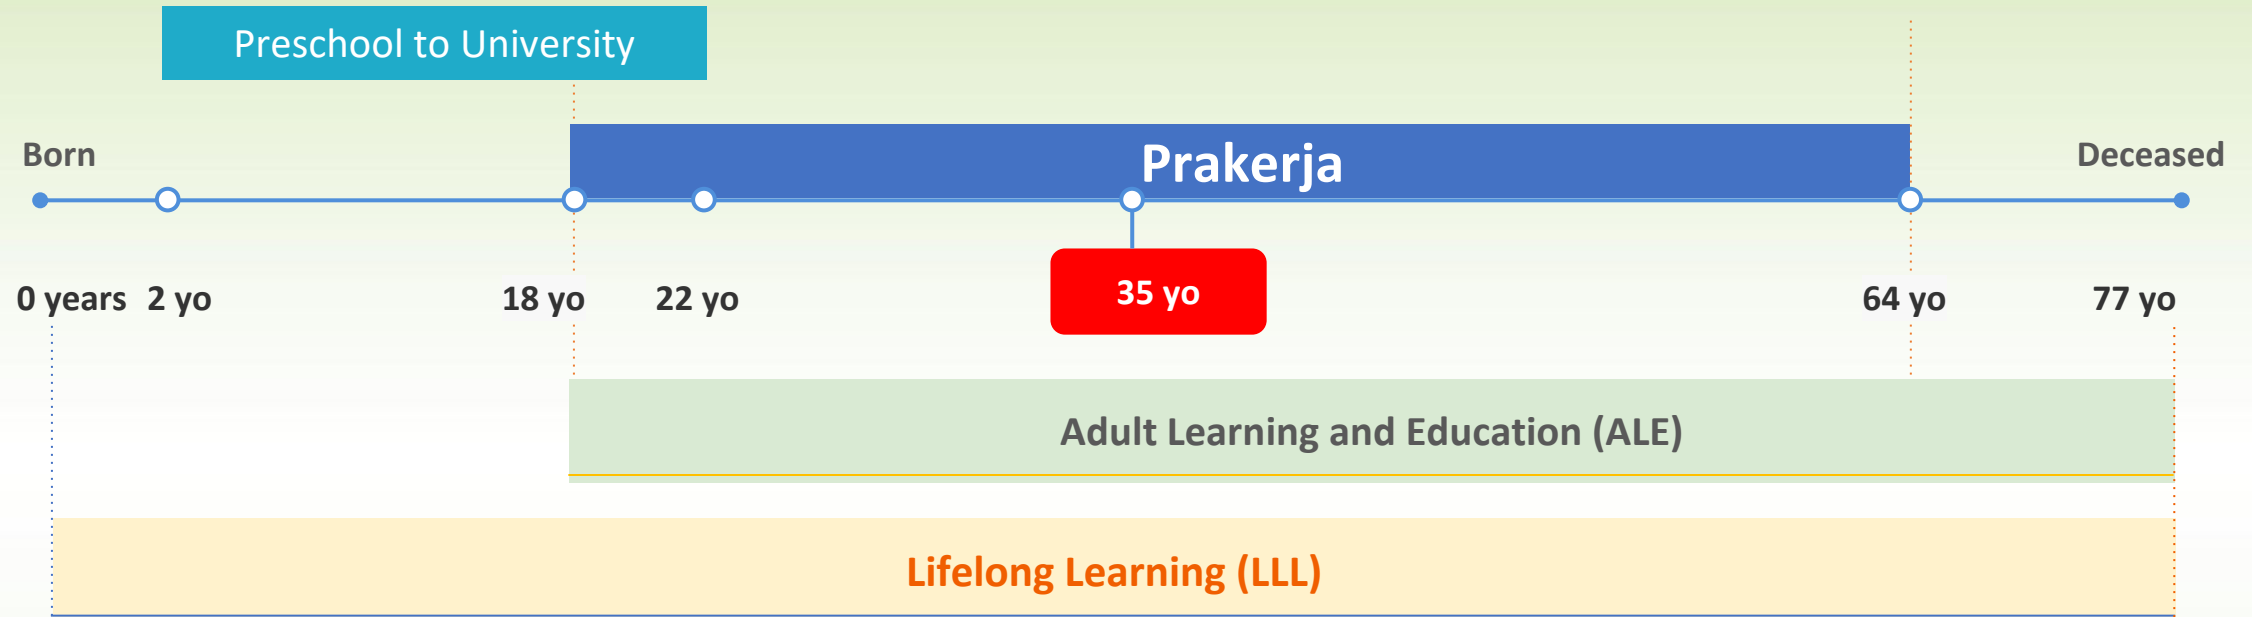 Preschool to University
Prakerja
Born
Deceased
0 years
2 yo
18 yo
22 yo
35 yo
64 yo
77 yo
Adult Learning and Education (ALE)
Lifelong Learning (LLL)